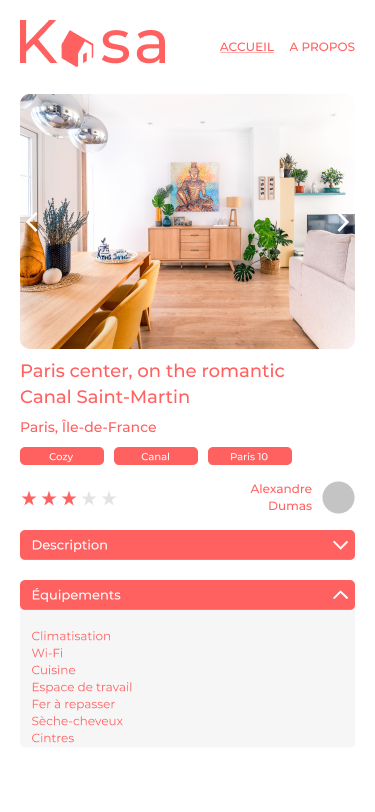 Kasa
ACCUEIL A PROPOS
Paris center, on the romantic
Canal Saint-Martin
Paris, Île-de-France
Cozy Canal Paris 10
Alexandre
Dumas
Description
Équipements
Climatisation
Wi-Fi
Cuisine
Espace de travail
Fer à repasser
Sèche-cheveux
Cintres